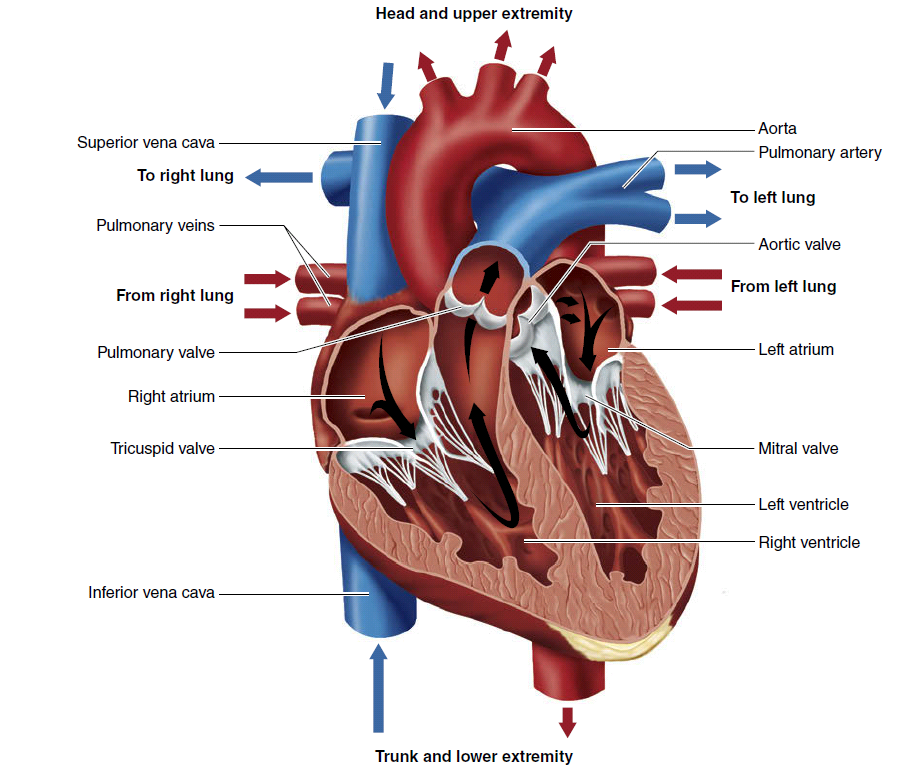 Head and upper extremity
Superior vena cava
To right lung
Pulmonary veins
From right lung
Pulmonary valve
Right atrium
Tricuspid valve
Inferior vena cava
Aorta
Pulmonary artery
To left lung
Aortic valve
From left lung
Left atrium
Mitral valve
Left ventricle
Right ventricle
Trunk and lower extremity